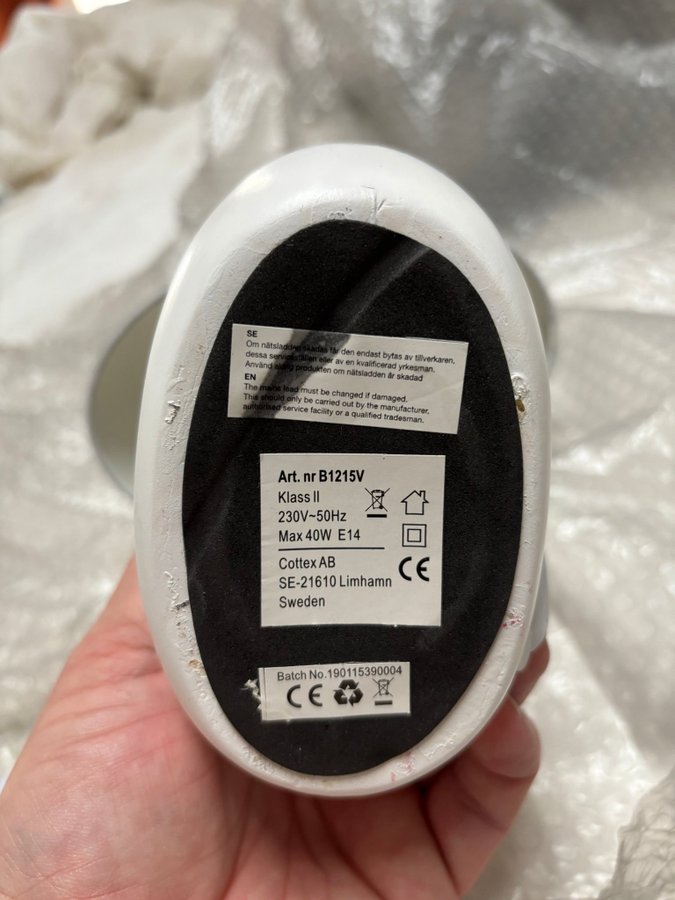 SE
Om nätsladden skadas får den endast bytas av tillverkaren,
dessa serviceställen eller av en kvalificerad yrkesman.
Använd aldrig produkten om nätsladden är skadad
EN
The mains lead must be changed if damaged.
This should only be carried out by the manufacturer,
authorised service facility or a qualified tradesman.
Art. nr B1215V
Klass II
230V~50Hz
Max 40W E14
Cottex AB
SE-21610 Limhamn
Sweden
CE
Batch No.190115390004
CE